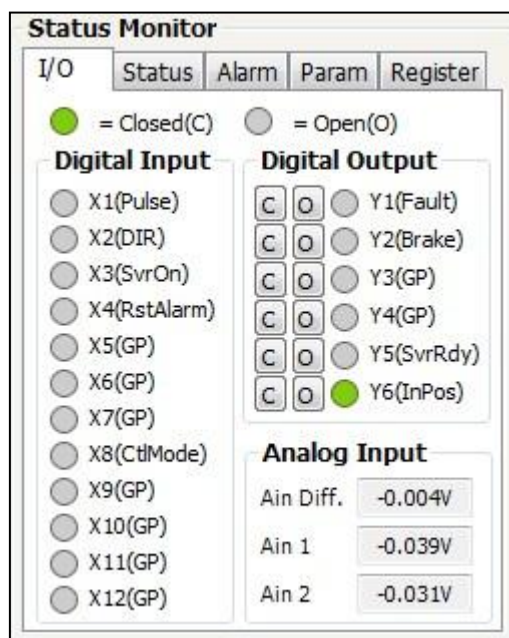 Status Monitor
I/O Status Alarm Param Register
= Closed(C) = Open(O)
Digital Input
X1(Pulse)
X2(DIR)
X3(SvrOn)
X4(RstAlarm)
X5(GP)
X6(GP)
X7(GP)
X8(CtlMode)
X9(GP)
X10(GP)
X11(GP)
X12(GP)
Digital Output
C O Y1(Fault)
C O Y2(Brake)
C O Y3(GP)
C O Y4(GP)
C O Y5(SvrRdy)
C O Y6(InPos)
Analog Input
Ain Diff. -0.004V
Ain 1 -0.039V
Ain 2 -0.031V